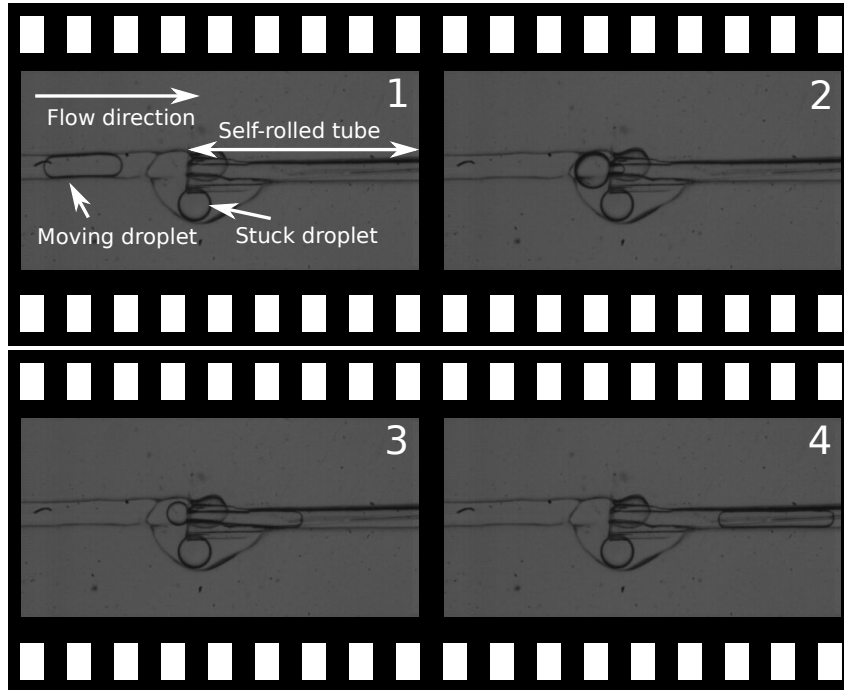 1
Flow direction
Self-rolled tube
Moving droplet
Stuck droplet
2
3
4